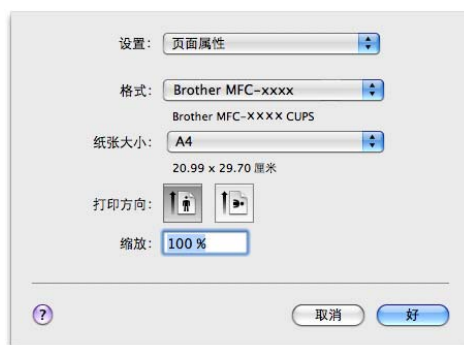 设置： 页面属性
格式： Brother MFC-xxxx
Brother MFC-XXXX CUPS
纸张大小： A4
20.99 x 29.70 厘米
打印方向：
缩放： 100 %
? 取消 好